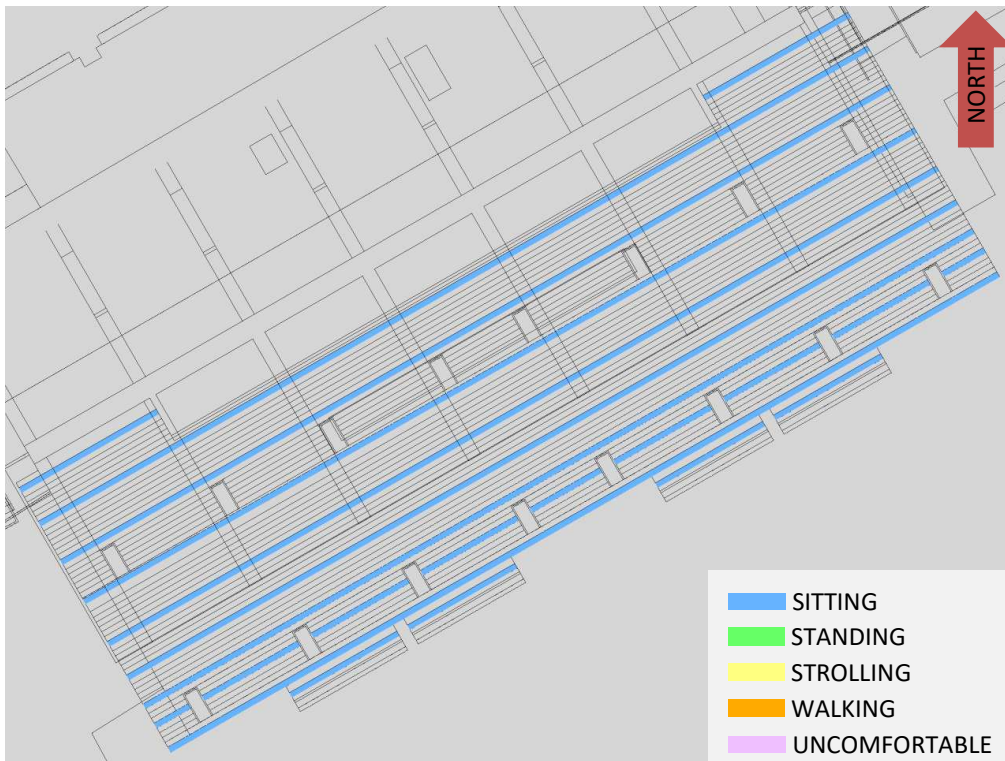 NORTH
SITTING
STANDING
STROLLING
WALKING
UNCOMFORTABLE